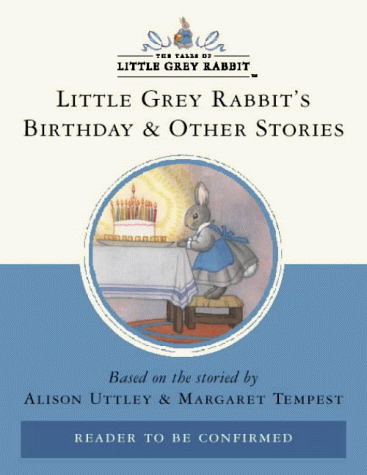 THE TALES OF
LITTLE GREY RABBIT™
LITTLE GREY RABBIT'S
BIRTHDAY & OTHER STORIES
Based on the storied by
ALISON UTTLEY & MARGARET TEMPEST
READER TO BE CONFIRMED